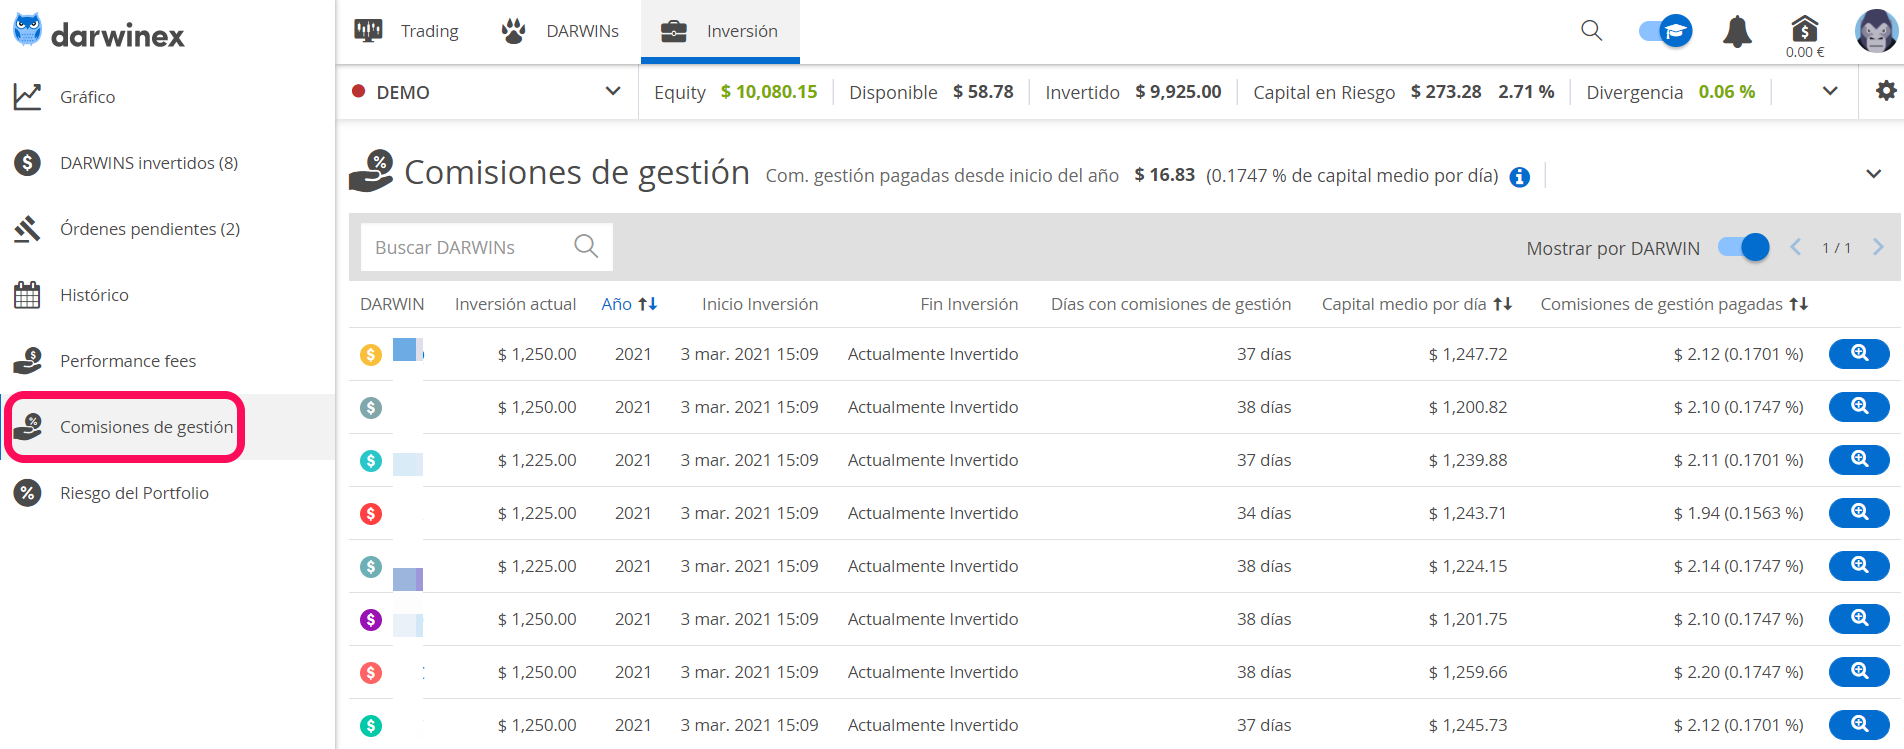 darwinex
Trading
DARWINs
Inversión
0.00 €
Gráfico
DARWINS invertidos (8)
Órdenes pendientes (2)
Histórico
Performance fees
Comisiones de gestión
Riesgo del Portfolio
DEMO
Equity $ 10,080.15 Disponible $ 58.78 Invertido $ 9,925.00 Capital en Riesgo $ 273.28 2.71 % Divergencia 0.06 %
Comisiones de gestión Com. gestión pagadas desde inicio del año $ 16.83 (0.1747 % de capital medio por día)
Buscar DARWINs
Mostrar por DARWIN 1 / 1
DARWIN Inversión actual Año Inicio Inversión Fin Inversión Días con comisiones de gestión Capital medio por día Comisiones de gestión pagadas
$ 1,250.00 2021 3 mar. 2021 15:09 Actualmente Invertido 37 días $ 1,247.72 $ 2.12 (0.1701 %)
$ 1,250.00 2021 3 mar. 2021 15:09 Actualmente Invertido 38 días $ 1,200.82 $ 2.10 (0.1747 %)
$ 1,225.00 2021 3 mar. 2021 15:09 Actualmente Invertido 37 días $ 1,239.88 $ 2.11 (0.1701 %)
$ 1,225.00 2021 3 mar. 2021 15:09 Actualmente Invertido 34 días $ 1,243.71 $ 1.94 (0.1563 %)
$ 1,225.00 2021 3 mar. 2021 15:09 Actualmente Invertido 38 días $ 1,224.15 $ 2.14 (0.1747 %)
$ 1,250.00 2021 3 mar. 2021 15:09 Actualmente Invertido 38 días $ 1,201.75 $ 2.10 (0.1747 %)
$ 1,250.00 2021 3 mar. 2021 15:09 Actualmente Invertido 38 días $ 1,259.66 $ 2.20 (0.1747 %)
$ 1,250.00 2021 3 mar. 2021 15:09 Actualmente Invertido 37 días $ 1,245.73 $ 2.12 (0.1701 %)